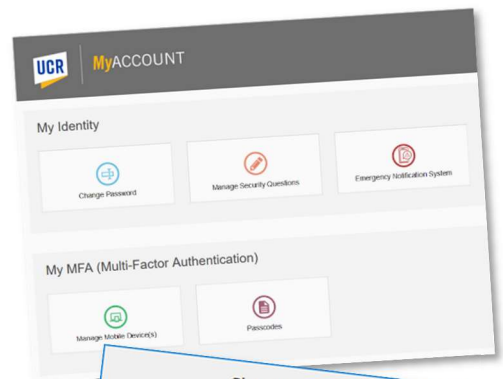 UCR MyACCOUNT
My Identity
Change Password
Manage Security Questions
Emergency Notification System
My MFA (Multi-Factor Authentication)
Manage Mobile Device(s)
Passcodes